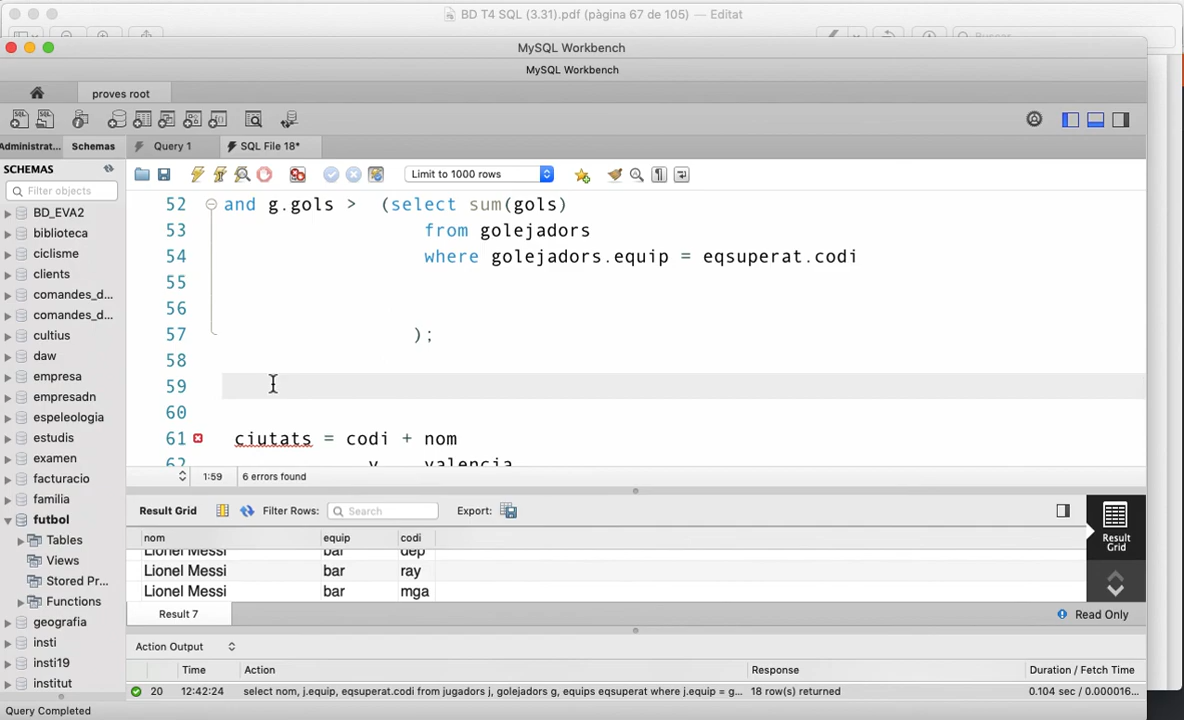 BD T4 SQL (3.31).pdf (pàgina 67 de 105) — Editat
Buscar
MySQL Workbench
MySQL Workbench
proves root
Administrat...
Schemas
Query 1
SQL File 18*
SCHEMAS
Filter objects
BD_EVA2
biblioteca
ciclisme
clients
comandes_d...
comandes_d...
cultius
daw
empresa
empresadn
espeleologia
estudis
examen
facturacio
familia
futbol
Tables
Views
Stored Pr...
Functions
geografia
insti
insti19
institut
Limit to 1000 rows
52 and g.gols > (select sum(gols)
53 from golejadors
54 where golejadors.equip = eqsuperat.codi
55
56
57 );
58
59
60
61 ciutats = codi + nom
62 v valencia
1:59 6 errors found
Result Grid Filter Rows: Search Export:
nom equip codi
Lionel Messi bar dep
Lionel Messi bar ray
Lionel Messi bar mga
Result Grid
Result 7
Read Only
Action Output
Time Action Response Duration / Fetch Time
20 12:42:24 select nom, j.equip, eqsuperat.codi from jugadors j, golejadors g, equips eqsuperat where j.equip = g... 18 row(s) returned 0.104 sec / 0.000016...
Query Completed